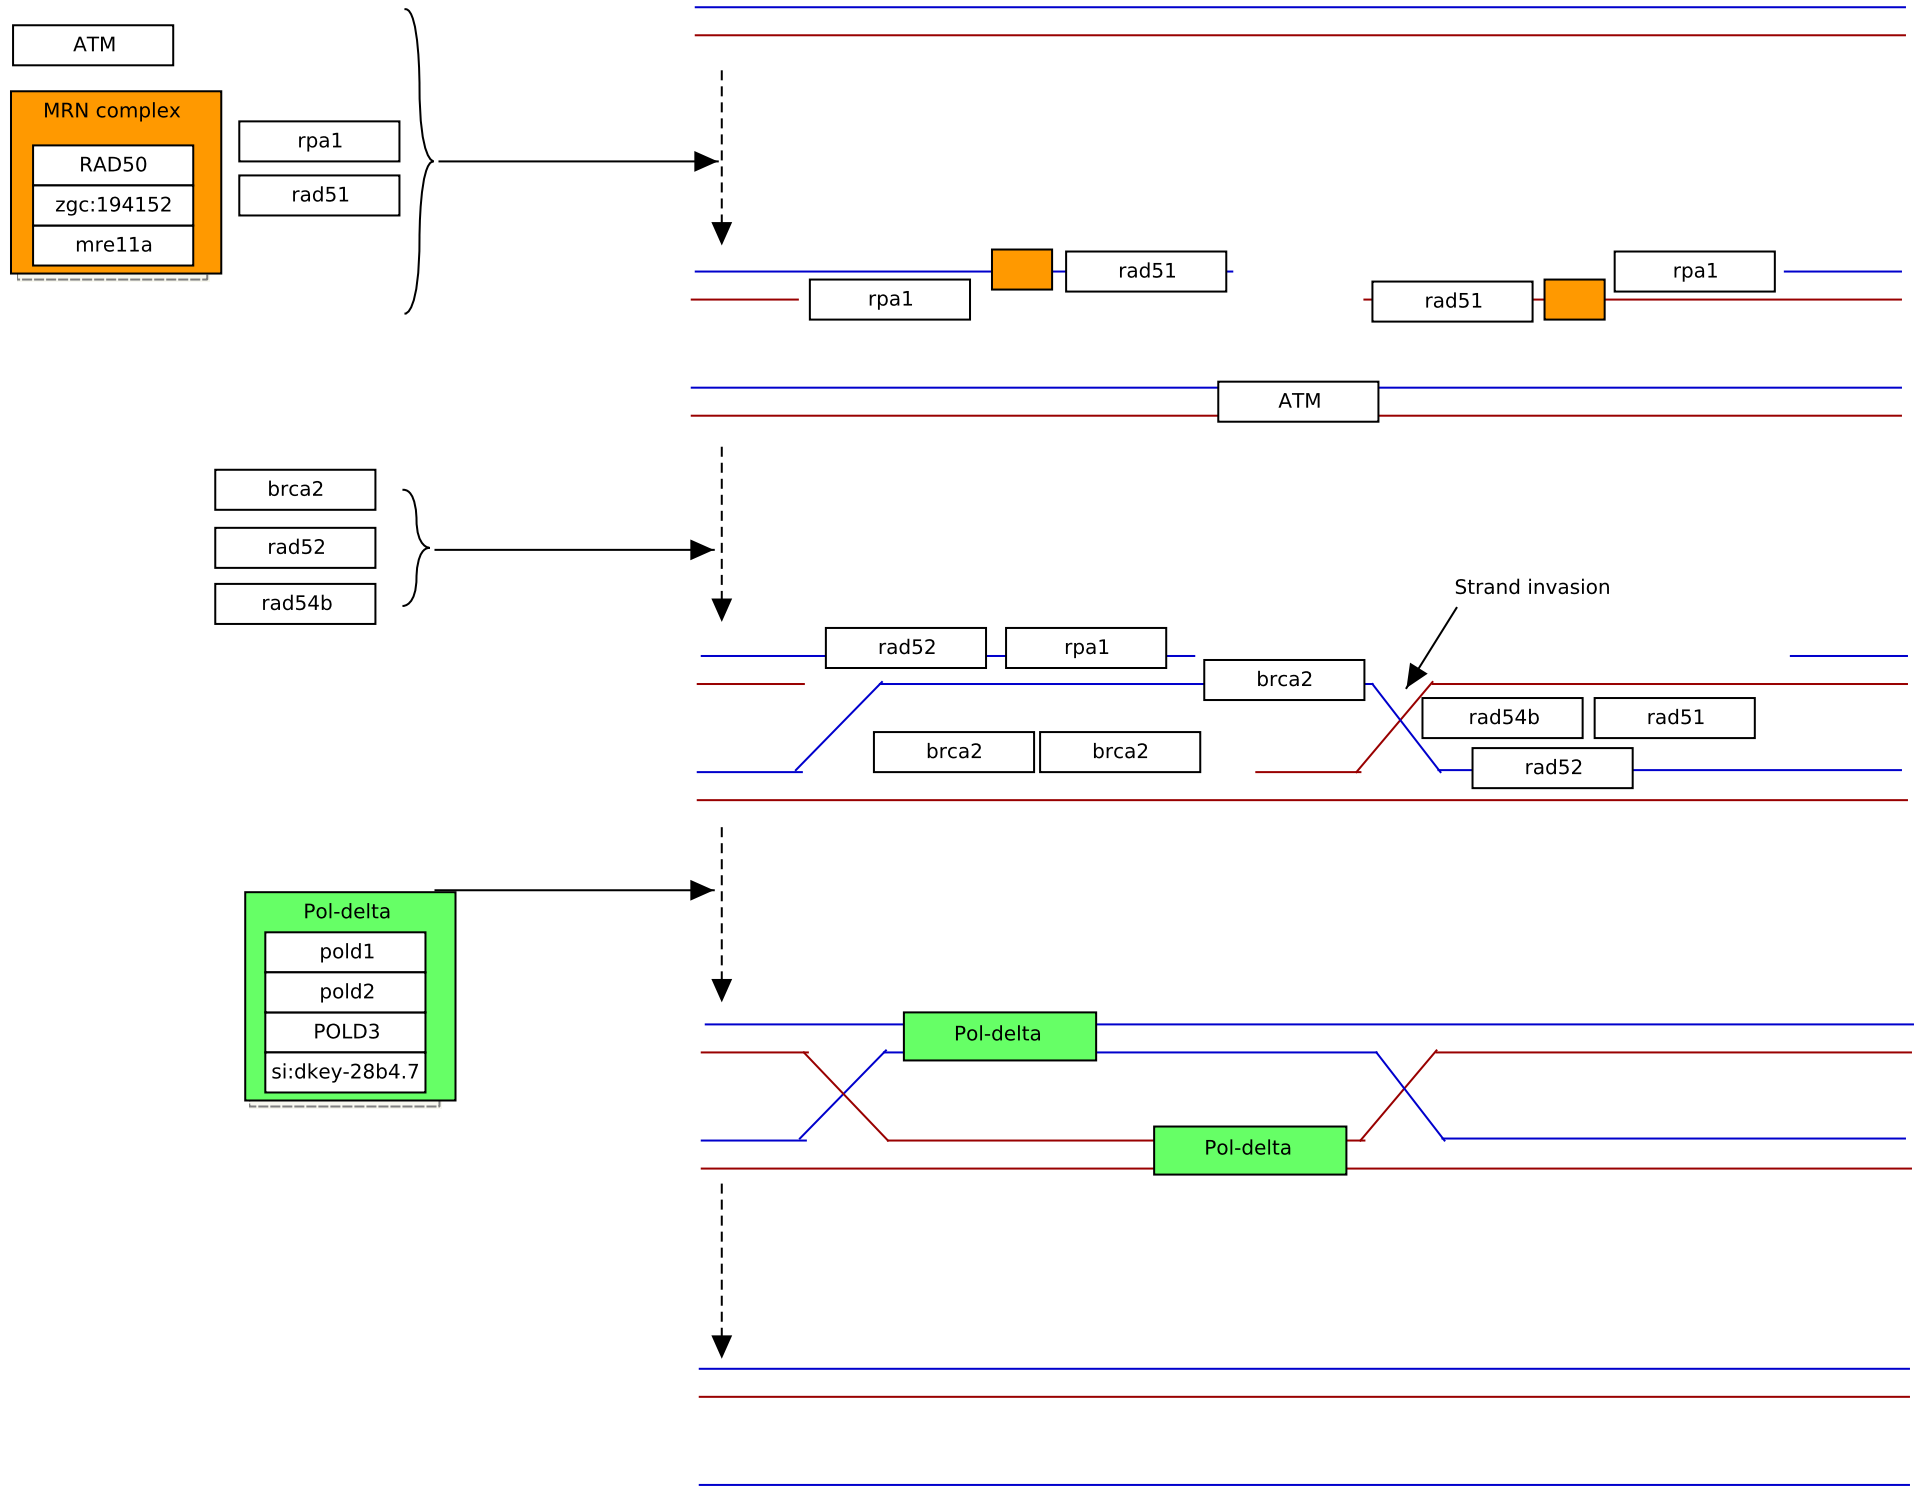 ATM
MRN complex
RAD50
zgc:194152
mre11a
rpa1
rad51
rad51
rpa1
rpa1
rad51
ATM
brca2
rad52
rad54b
Strand invasion
rad52
rpa1
brca2
rad54b
rad51
brca2
brca2
rad52
Pol-delta
pold1
pold2
POLD3
si:dkey-28b4.7
Pol-delta
Pol-delta